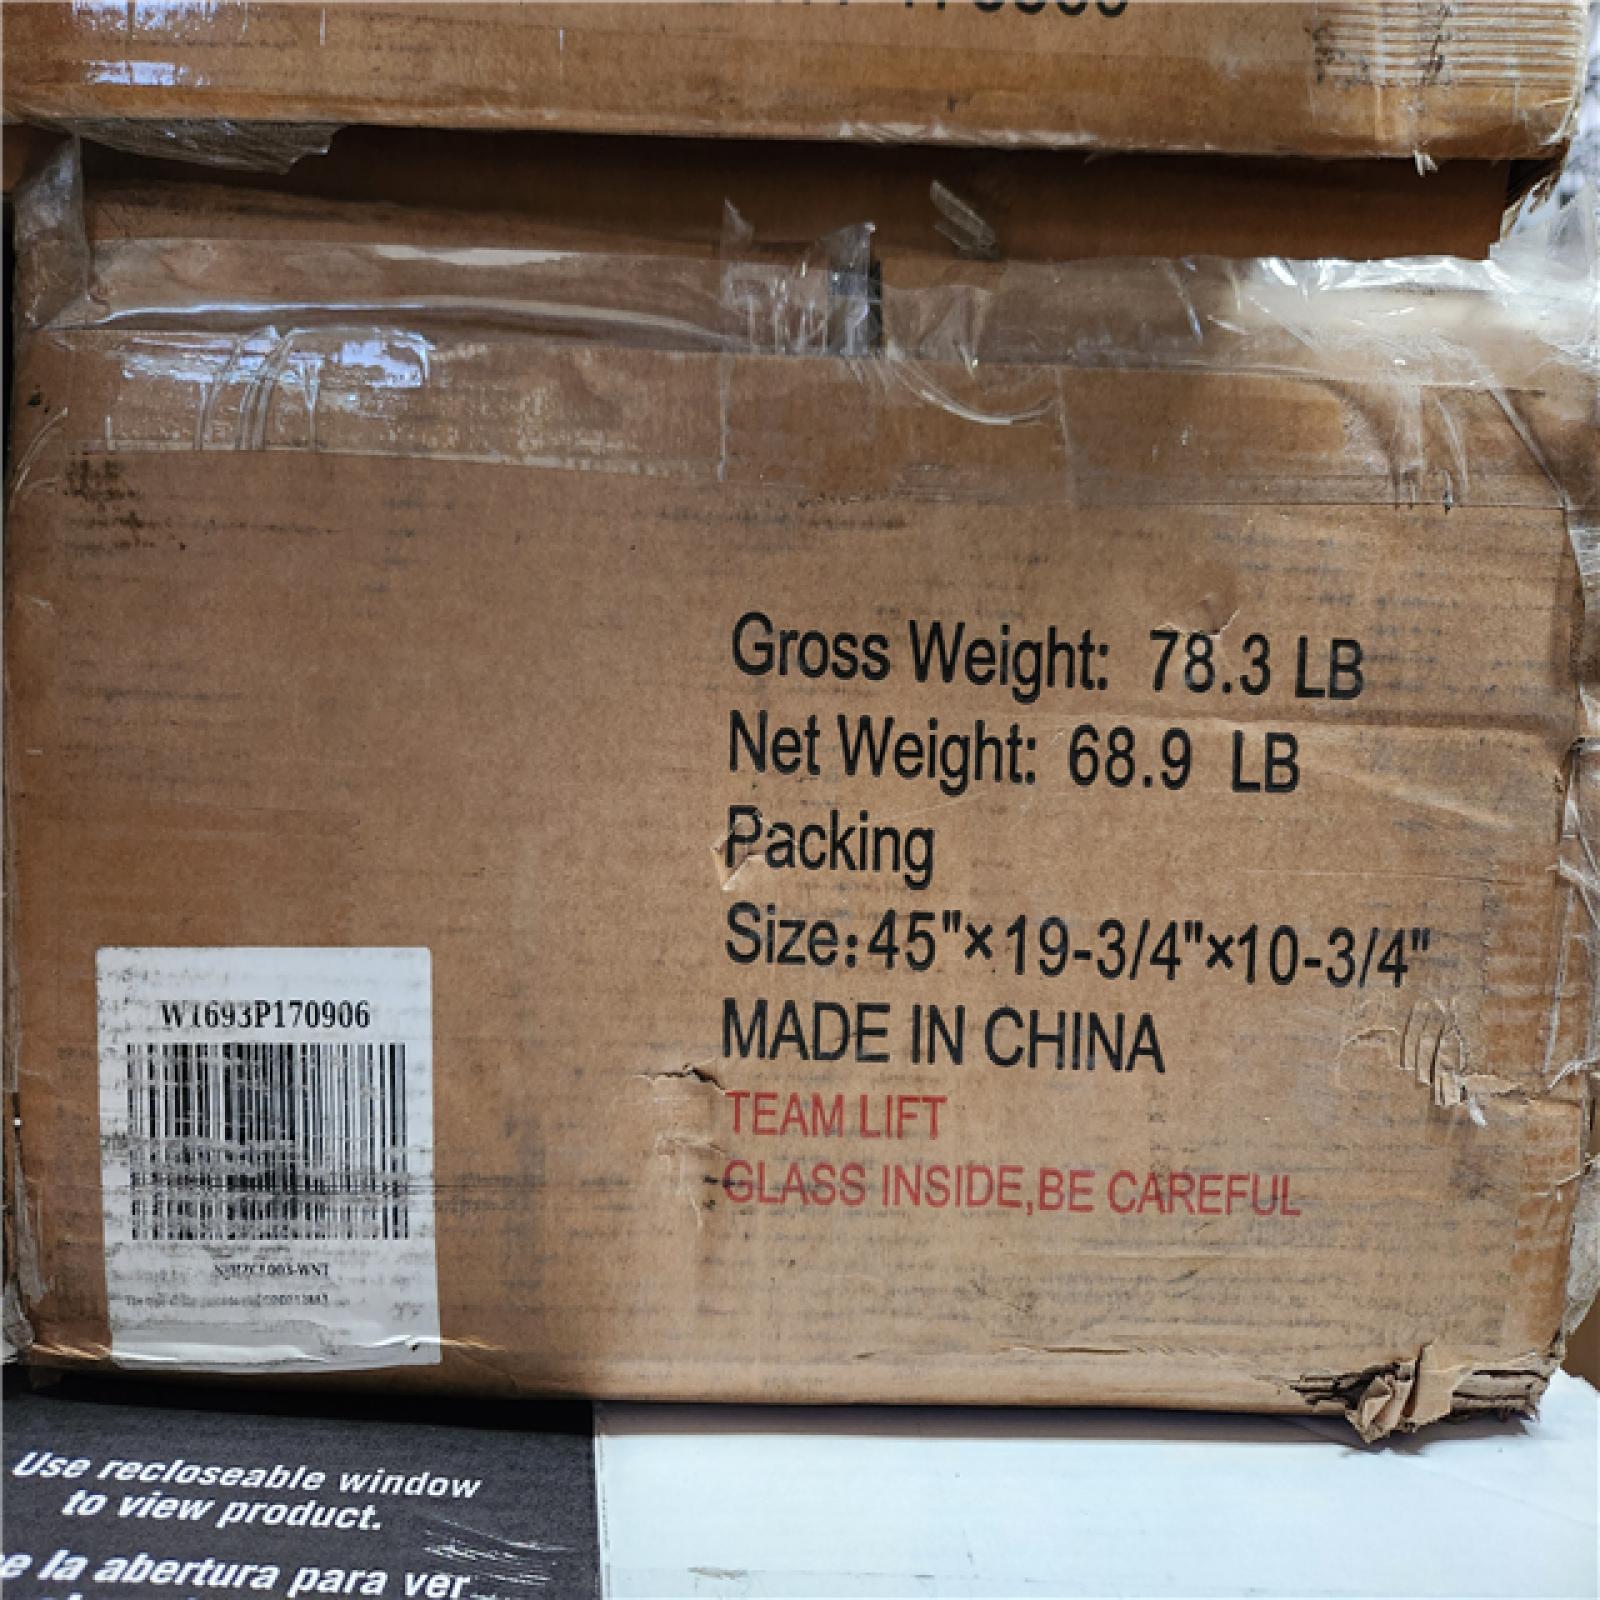 Gross Weight: 78.3 LB
Net Weight: 68.9 LB
Packing
Size:45"×19-3/4"×10-3/4"
MADE IN CHINA
TEAM LIFT
GLASS INSIDE,BE CAREFUL
W1693P170906
Use recloseable window
to view product.
la abertura para ver